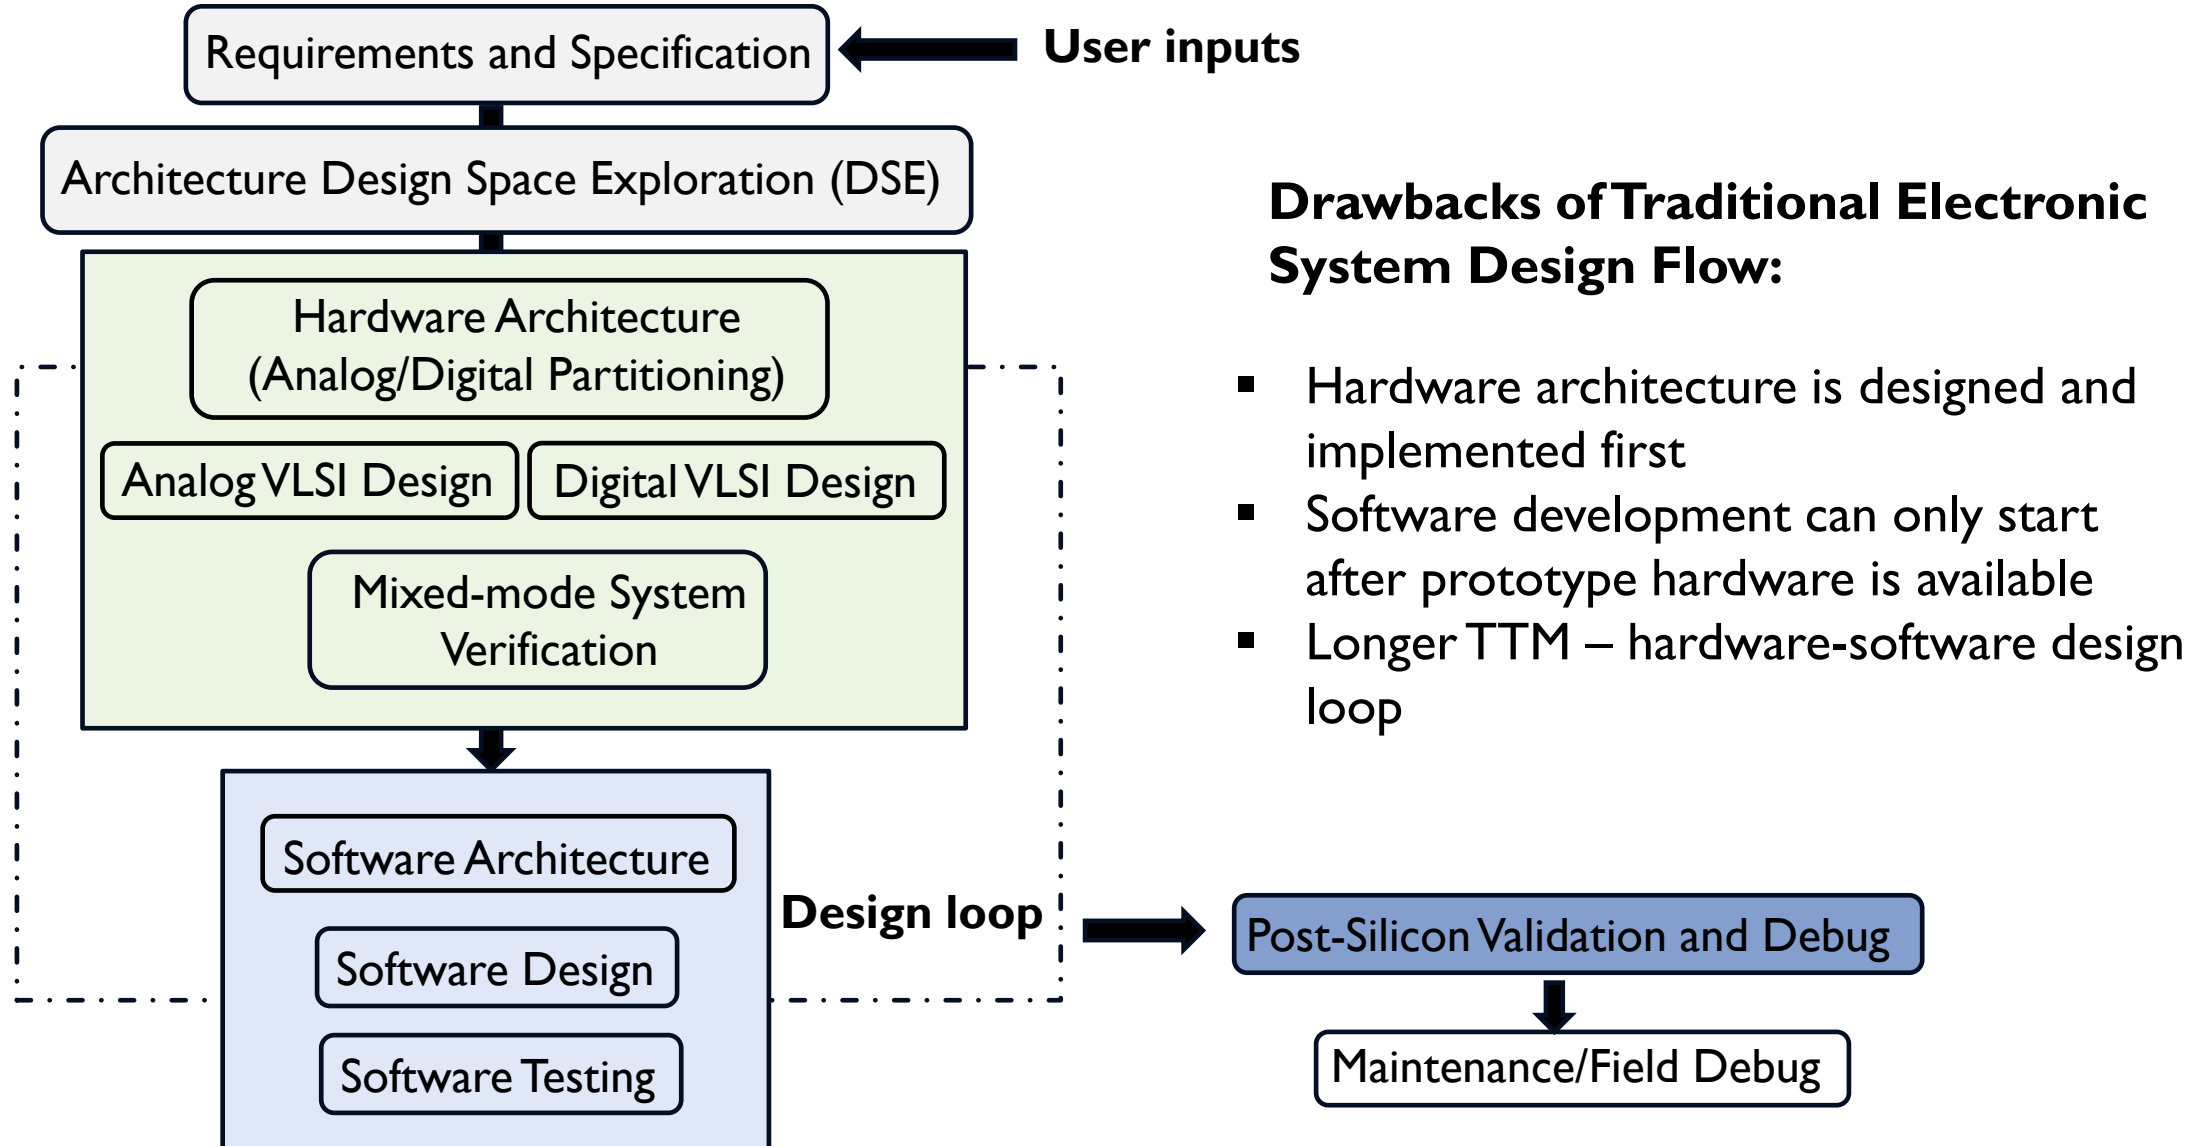 Requirements and Specification
User inputs
Architecture Design Space Exploration (DSE)
Hardware Architecture
(Analog/Digital Partitioning)
Analog VLSI Design
Digital VLSI Design
Mixed-mode System
Verification
Software Architecture
Software Design
Software Testing
Design loop
Drawbacks of Traditional Electronic
System Design Flow:
▪ Hardware architecture is designed and
implemented first
▪ Software development can only start
after prototype hardware is available
▪ Longer TTM – hardware-software design
loop
Post-Silicon Validation and Debug
Maintenance/Field Debug